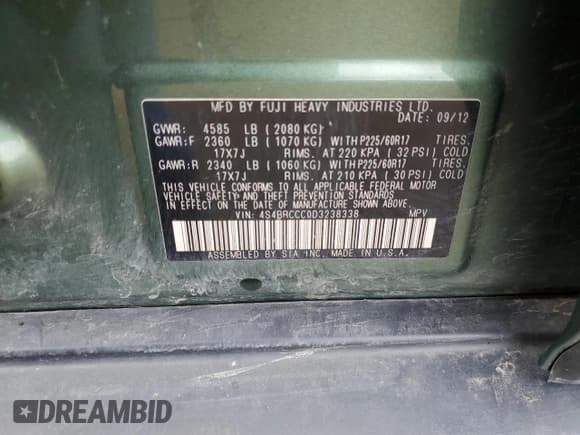 MFD BY FUJI HEAVY INDUSTRIES LTD.
DATE: 09/12
GVWR: 4585 LB (2080 KG)
GAWR:F 2360 LB (1070 KG) WITH P225/60R17 TIRES.
17X7J RIMS. AT 220 KPA (32 PSI) COLD
GAWR:R 2340 LB (1060 KG) WITH P225/60R17 TIRES.
17X7J RIMS. AT 210 KPA (30 PSI) COLD
THIS VEHICLE CONFORMS TO ALL APPLICABLE FEDERAL MOTOR
VEHICLE SAFETY AND THEFT PREVENTION STANDARDS IN
EFFECT ON THE DATE OF MANUFACTURE SHOWN ABOVE.
VIN: 4S4BRCCC0D3238338 MPV
ASSEMBLED BY SIA INC. MADE IN U.S.A.
DREAMBID